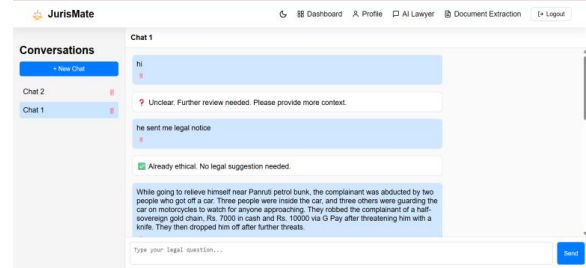 JurisMate
Dashboard
Profile
AI Lawyer
Document Extraction
Logout
Conversations
+ New Chat
Chat 2
Chat 1
Chat 1
hi
❓ Unclear. Further review needed. Please provide more context.
he sent me legal notice
✅ Already ethical. No legal suggestion needed.
While going to relieve himself near Panruti petrol bunk, the complainant was abducted by two
people who got off a car. Three people were inside the car, and three others were guarding the
car on motorcycles to watch for anyone approaching. They robbed the complainant of a half-
sovereign gold chain, Rs. 7000 in cash and Rs. 10000 via G Pay after threatening him with a
knife. They then dropped him off after further threats.
Type your legal question...
Send